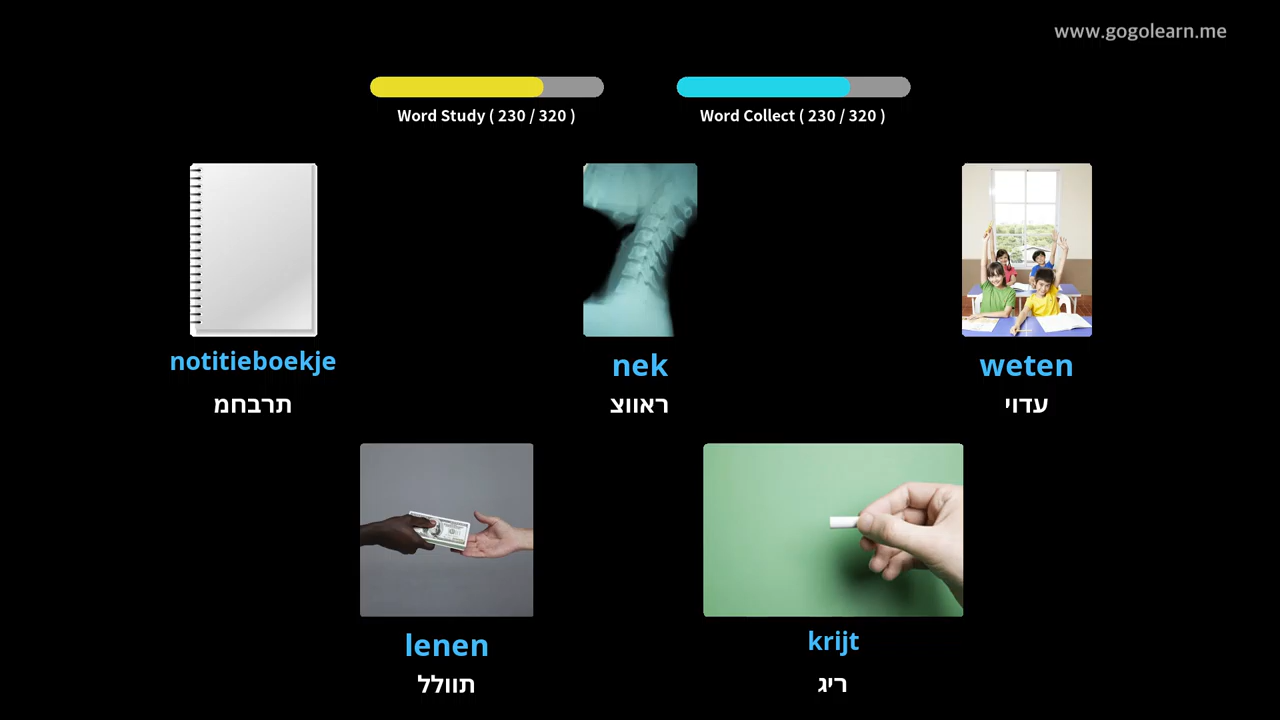 www.gogolearn.me
Word Study ( 230 / 320 )
Word Collect ( 230 / 320 )
notitieboekje
תרבחמ
nek
ראווצ
weten
עדוי
lenen
תוולל
krijt
ריג